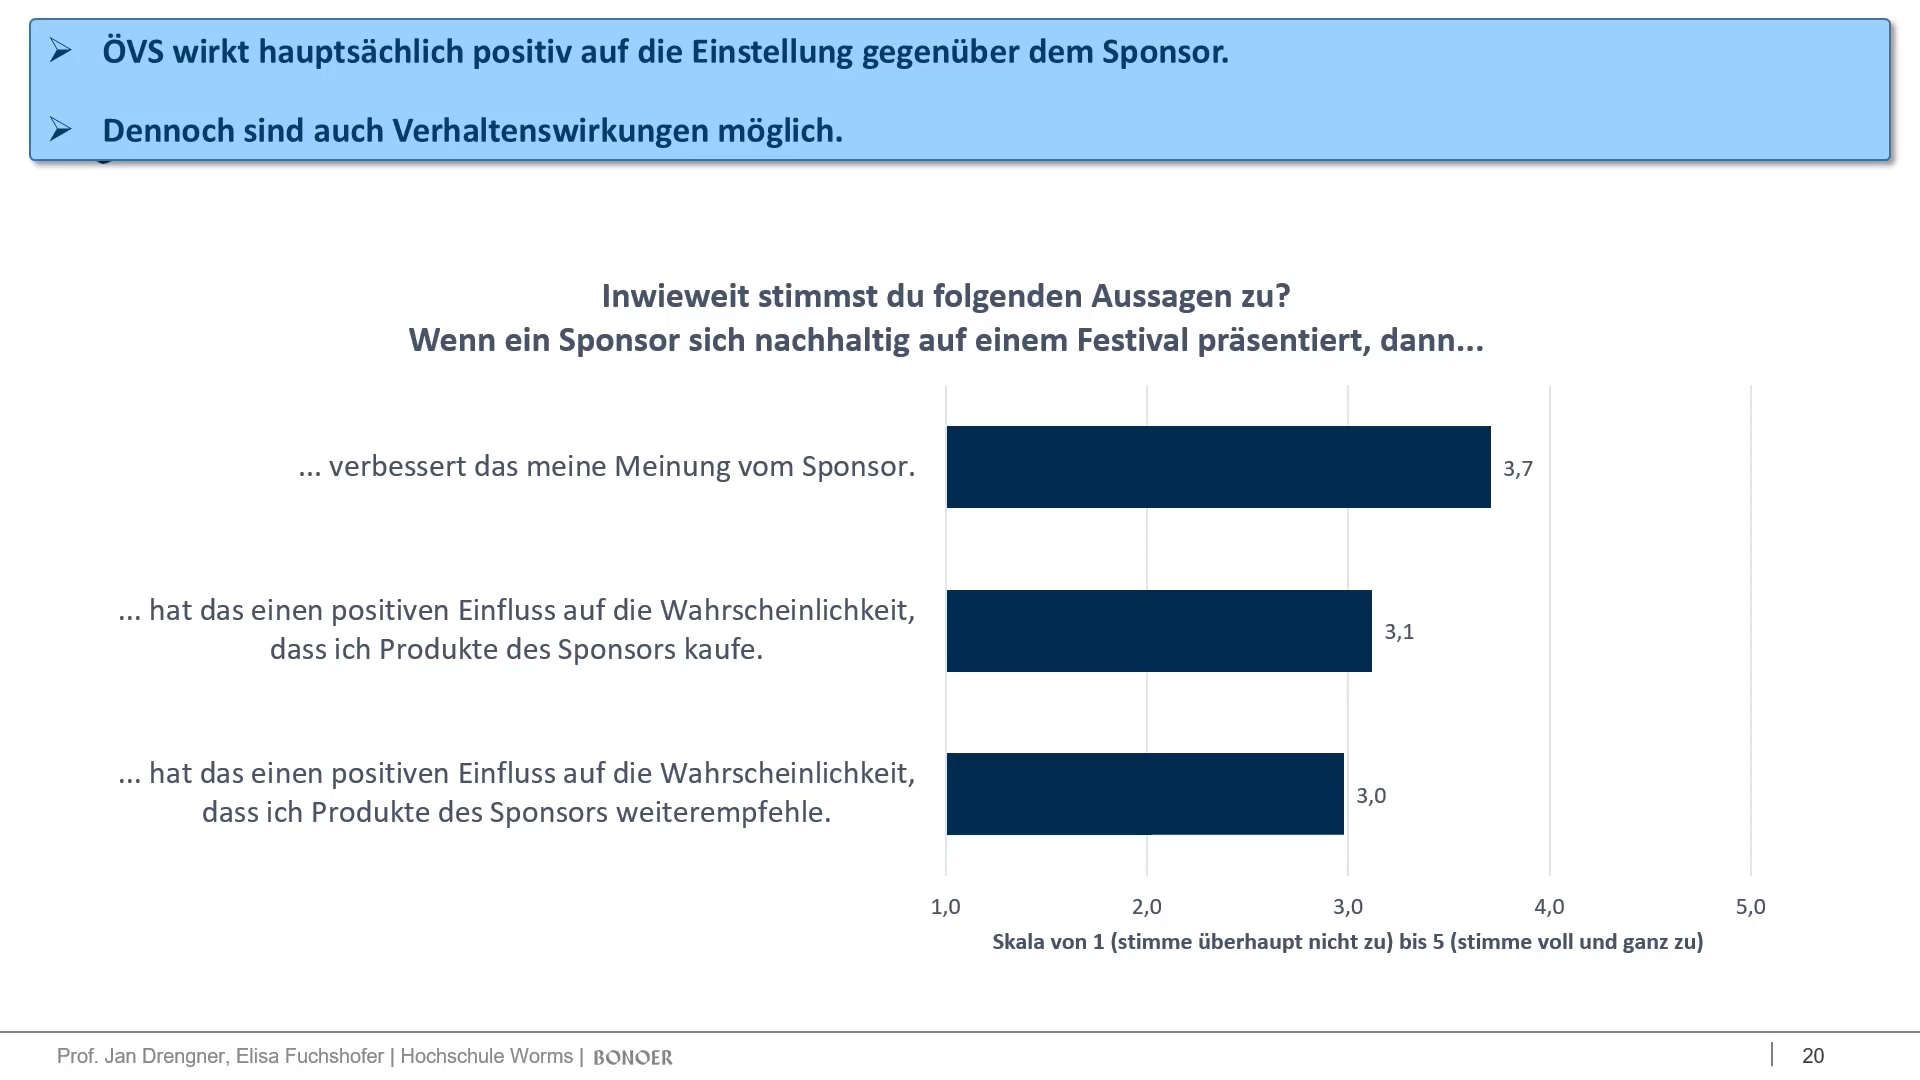 ÖVS wirkt hauptsächlich positiv auf die Einstellung gegenüber dem Sponsor.
Dennoch sind auch Verhaltenswirkungen möglich.
Inwieweit stimmst du folgenden Aussagen zu?
Wenn ein Sponsor sich nachhaltig auf einem Festival präsentiert, dann...
... verbessert das meine Meinung vom Sponsor.
3,7
... hat das einen positiven Einfluss auf die Wahrscheinlichkeit,
dass ich Produkte des Sponsors kaufe.
3,1
... hat das einen positiven Einfluss auf die Wahrscheinlichkeit,
dass ich Produkte des Sponsors weiterempfehle.
3,0
1,0 2,0 3,0 4,0 5,0
Skala von 1 (stimme überhaupt nicht zu) bis 5 (stimme voll und ganz zu)
Prof. Jan Drengner, Elisa Fuchshofer | Hochschule Worms | BONOER
20